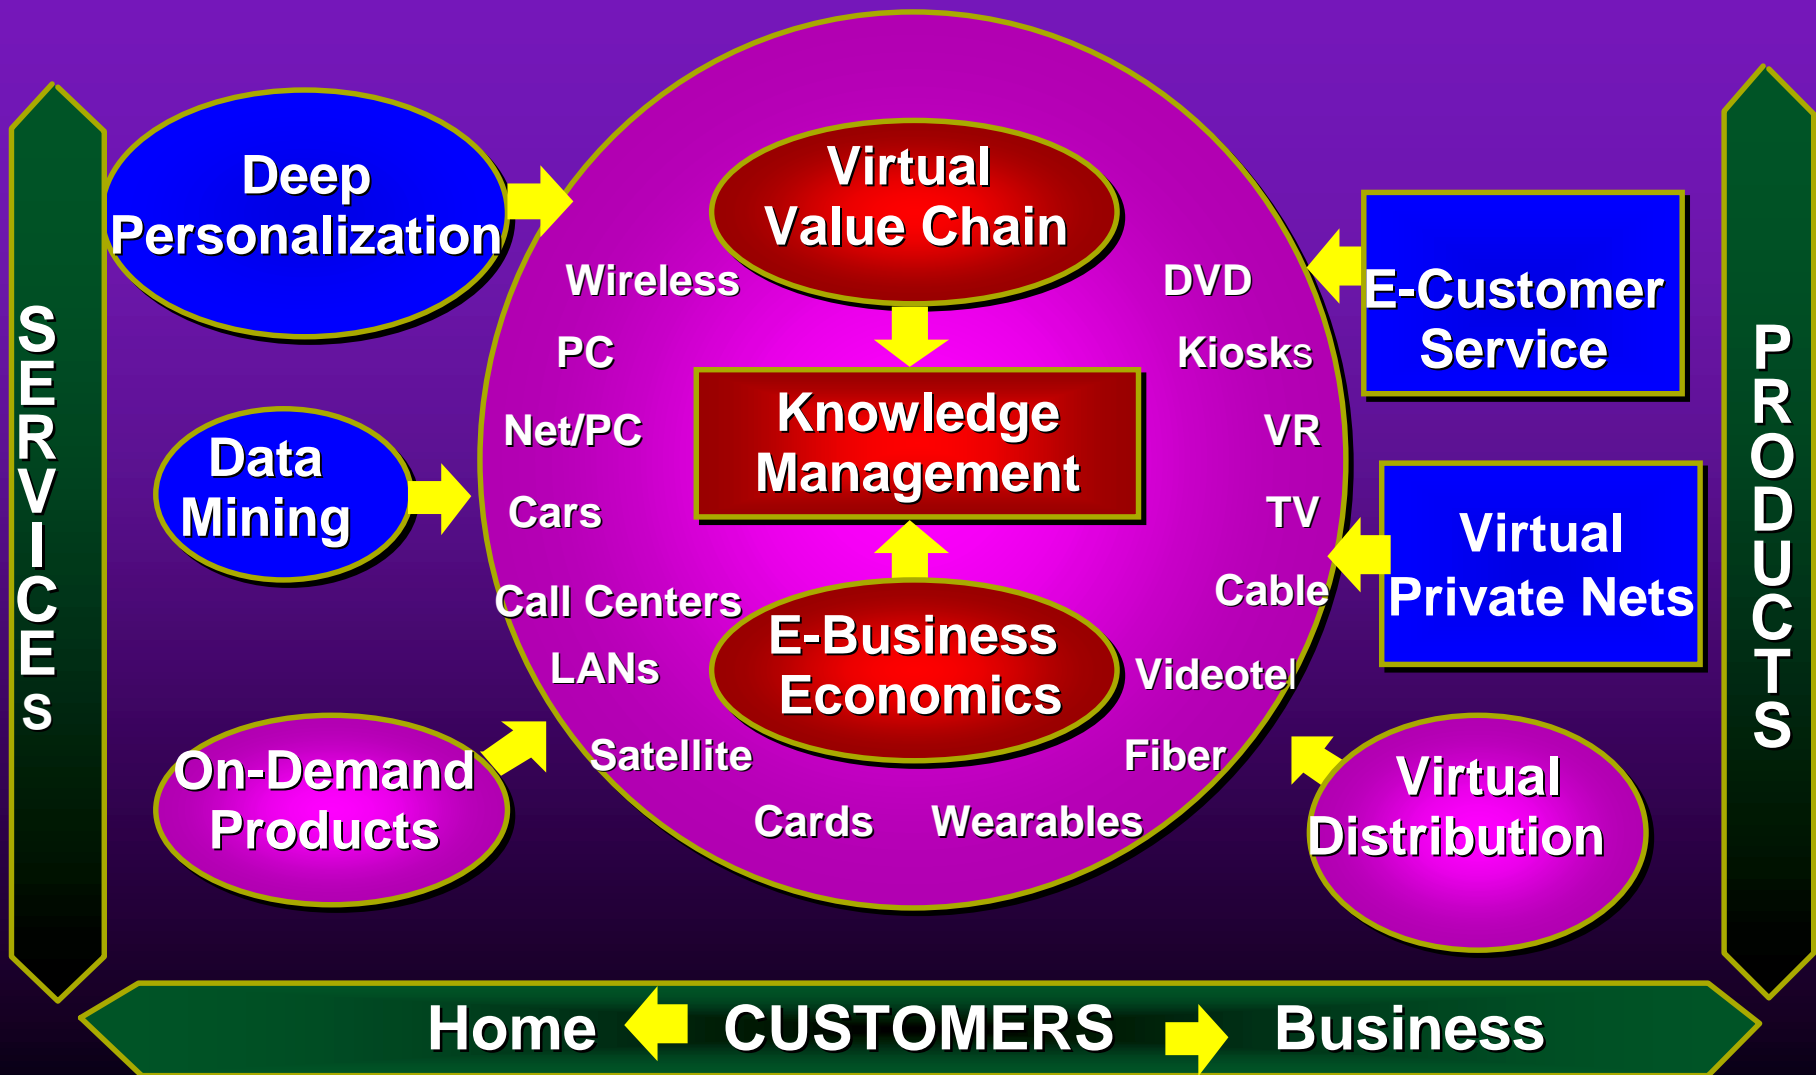 SERVICES
Deep
Personalization
Data
Mining
On-Demand
Products
Virtual
Value Chain
Knowledge
Management
E-Business
Economics
Wireless
PC
Net/PC
Cars
Call Centers
LANs
Satellite
Cards
Wearables
DVD
Kiosks
VR
TV
Cable
Videotel
Fiber
E-Customer
Service
Virtual
Private Nets
Virtual
Distribution
PRODUCTS
Home CUSTOMERS Business